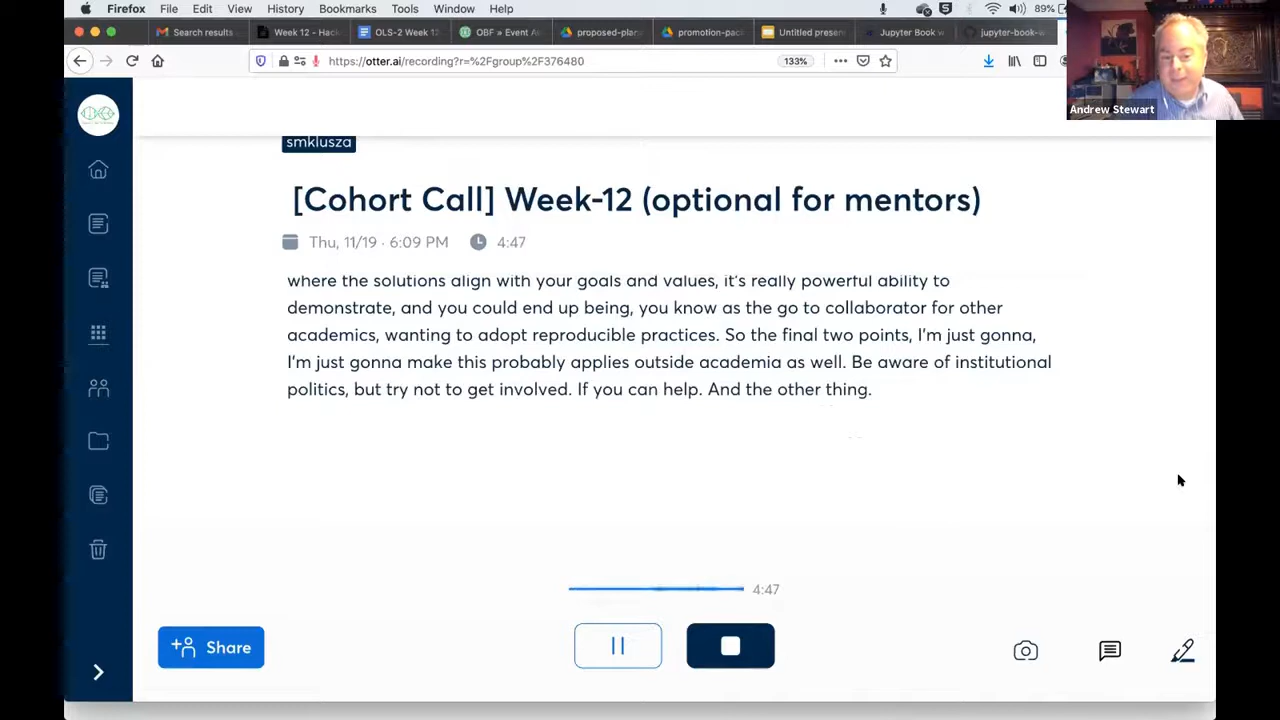 Firefox File Edit View History Bookmarks Tools Window Help 89%
Search results Week 12 - Hack OLS-2 Week 12 OBF » Event A proposed-plan promotion-pac Untitled presen Jupyter Book w jupyter-book-w
https://otter.ai/recording?r=%2Fgroup%2F376480 133%
Andrew Stewart
smklusza
[Cohort Call] Week-12 (optional for mentors)
Thu, 11/19 · 6:09 PM 4:47
where the solutions align with your goals and values, it's really powerful ability to
demonstrate, and you could end up being, you know as the go to collaborator for other
academics, wanting to adopt reproducible practices. So the final two points, I'm just gonna,
I'm just gonna make this probably applies outside academia as well. Be aware of institutional
politics, but try not to get involved. If you can help. And the other thing.
4:47
Share